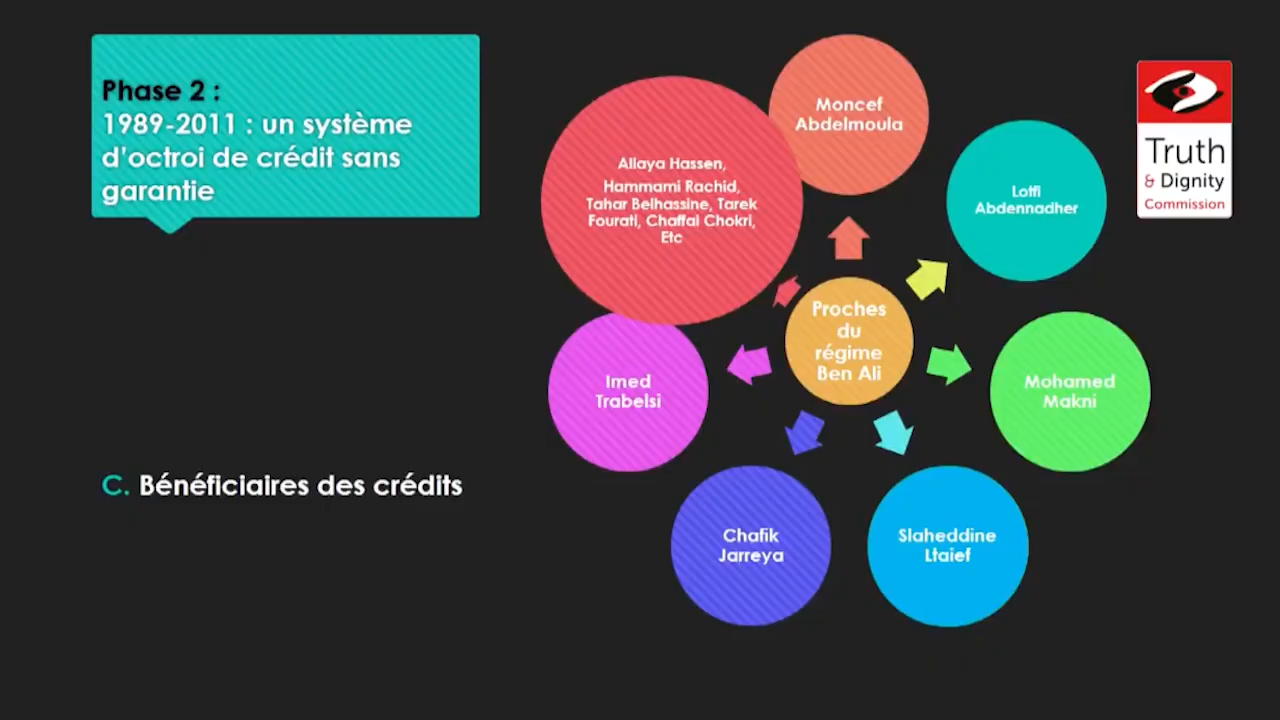 Phase 2 :
1989-2011 : un système
d'octroi de crédit sans
garantie
C. Bénéficiaires des crédits
Proches
du
régime
Ben Ali
Moncef
Abdelmoula
Lotfi
Abdennadher
Mohamed
Makni
Slaheddine
Ltaief
Chafik
Jarreya
Imed
Trabelsi
Allaya Hassen,
Hammami Rachid,
Tahar Belhassine, Tarek
Fourati, Chaffai Chokri,
Etc
Truth
& Dignity
Commission